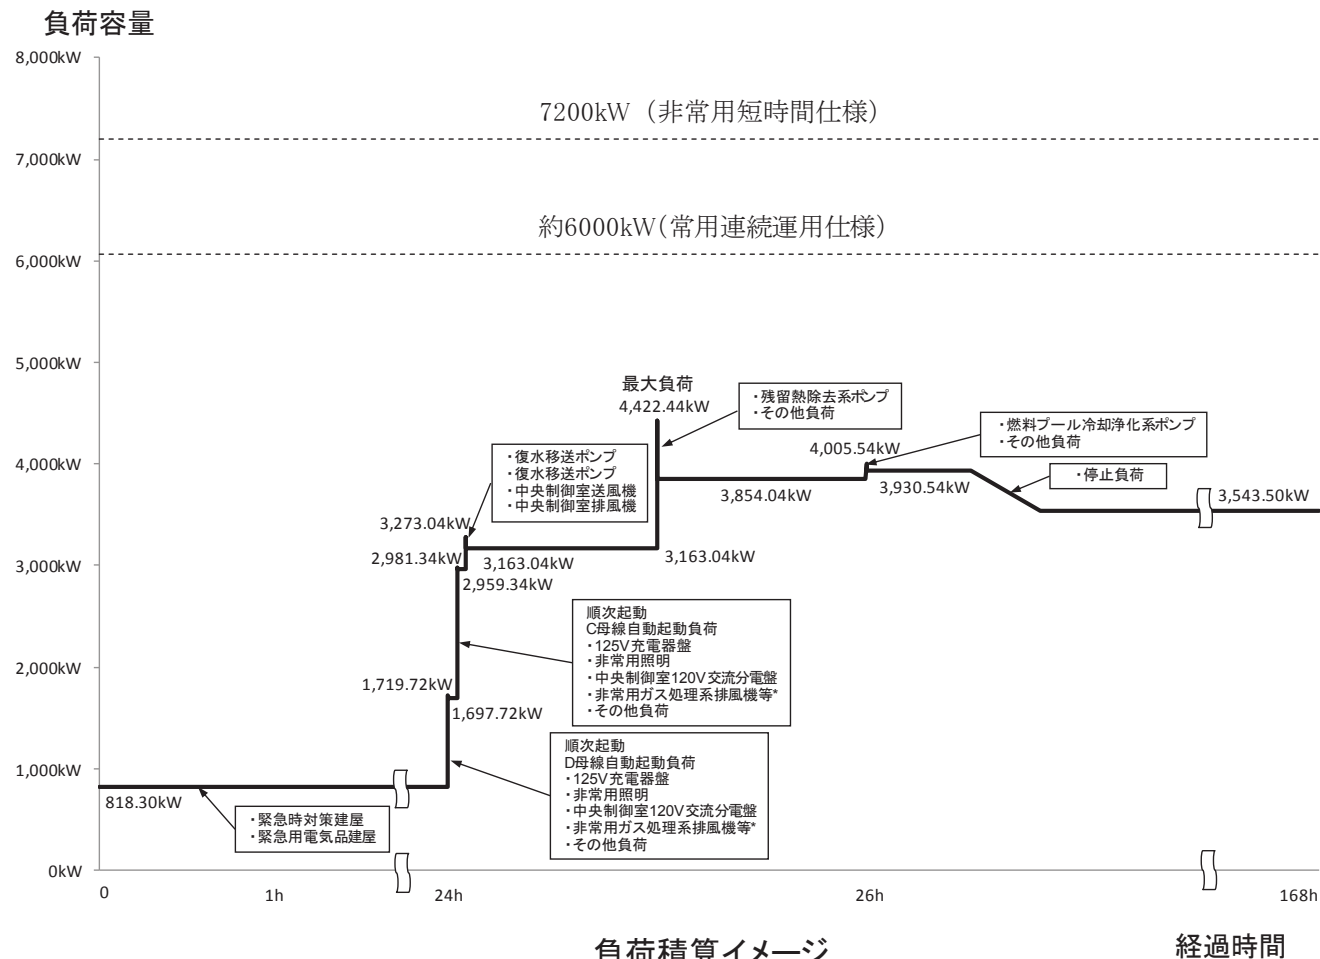 負荷容量
8,000kW
7200kW（非常用短時間仕様）
7,000kW
約6000kW（常用連続運用仕様）
6,000kW
5,000kW
最大負荷
4,422.44kW
・残留熱除去系ポンプ
・その他負荷
・燃料プール冷却浄化系ポンプ
・その他負荷
4,005.54kW
4,000kW
・復水移送ポンプ
・復水移送ポンプ
・中央制御室送風機
・中央制御室排風機
・停止負荷
3,854.04kW
3,930.54kW
3,543.50kW
3,273.04kW
2,981.34kW
3,163.04kW
3,163.04kW
3,000kW
2,959.34kW
順次起動
C母線自動起動負荷
・125V充電器盤
・非常用照明
・中央制御室120V交流分電盤
・非常用ガス処理系排風機等*
・その他負荷
2,000kW
1,719.72kW
1,697.72kW
順次起動
D母線自動起動負荷
・125V充電器盤
・非常用照明
・中央制御室120V交流分電盤
・非常用ガス処理系排風機等*
・その他負荷
1,000kW
818.30kW
・緊急時対策建屋
・緊急用電気品建屋
0kW
0
1h
24h
26h
168h
負荷積算イメージ
経過時間